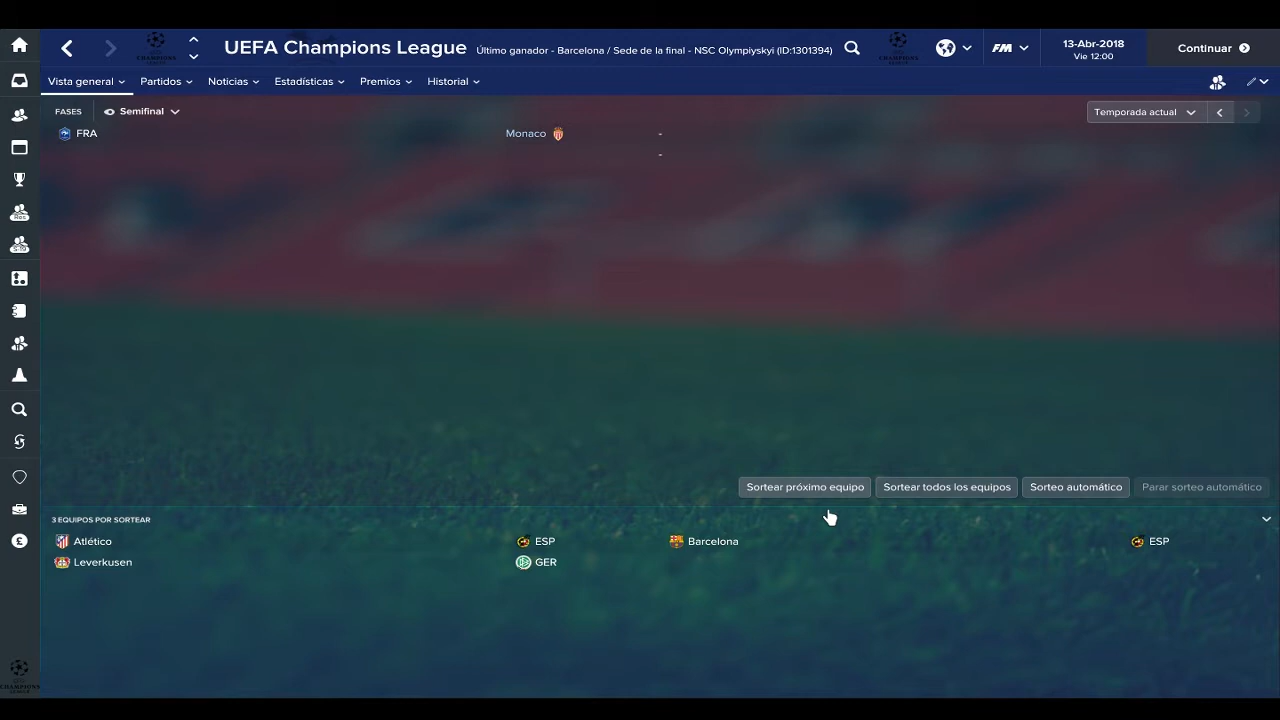 UEFA Champions League Último ganador - Barcelona / Sede de la final - NSC Olympiyskyi (ID:1301394) FM 13-Abr-2018 Continuar
Vie 12:00
Vista general Partidos Noticias Estadísticas Premios Historial
FASES Semifinal Temporada actual
FRA Monaco -
-
Sortear próximo equipo Sortear todos los equipos Sorteo automático Parar sorteo automático
3 EQUIPOS POR SORTEAR
Atlético ESP Barcelona ESP
Leverkusen GER